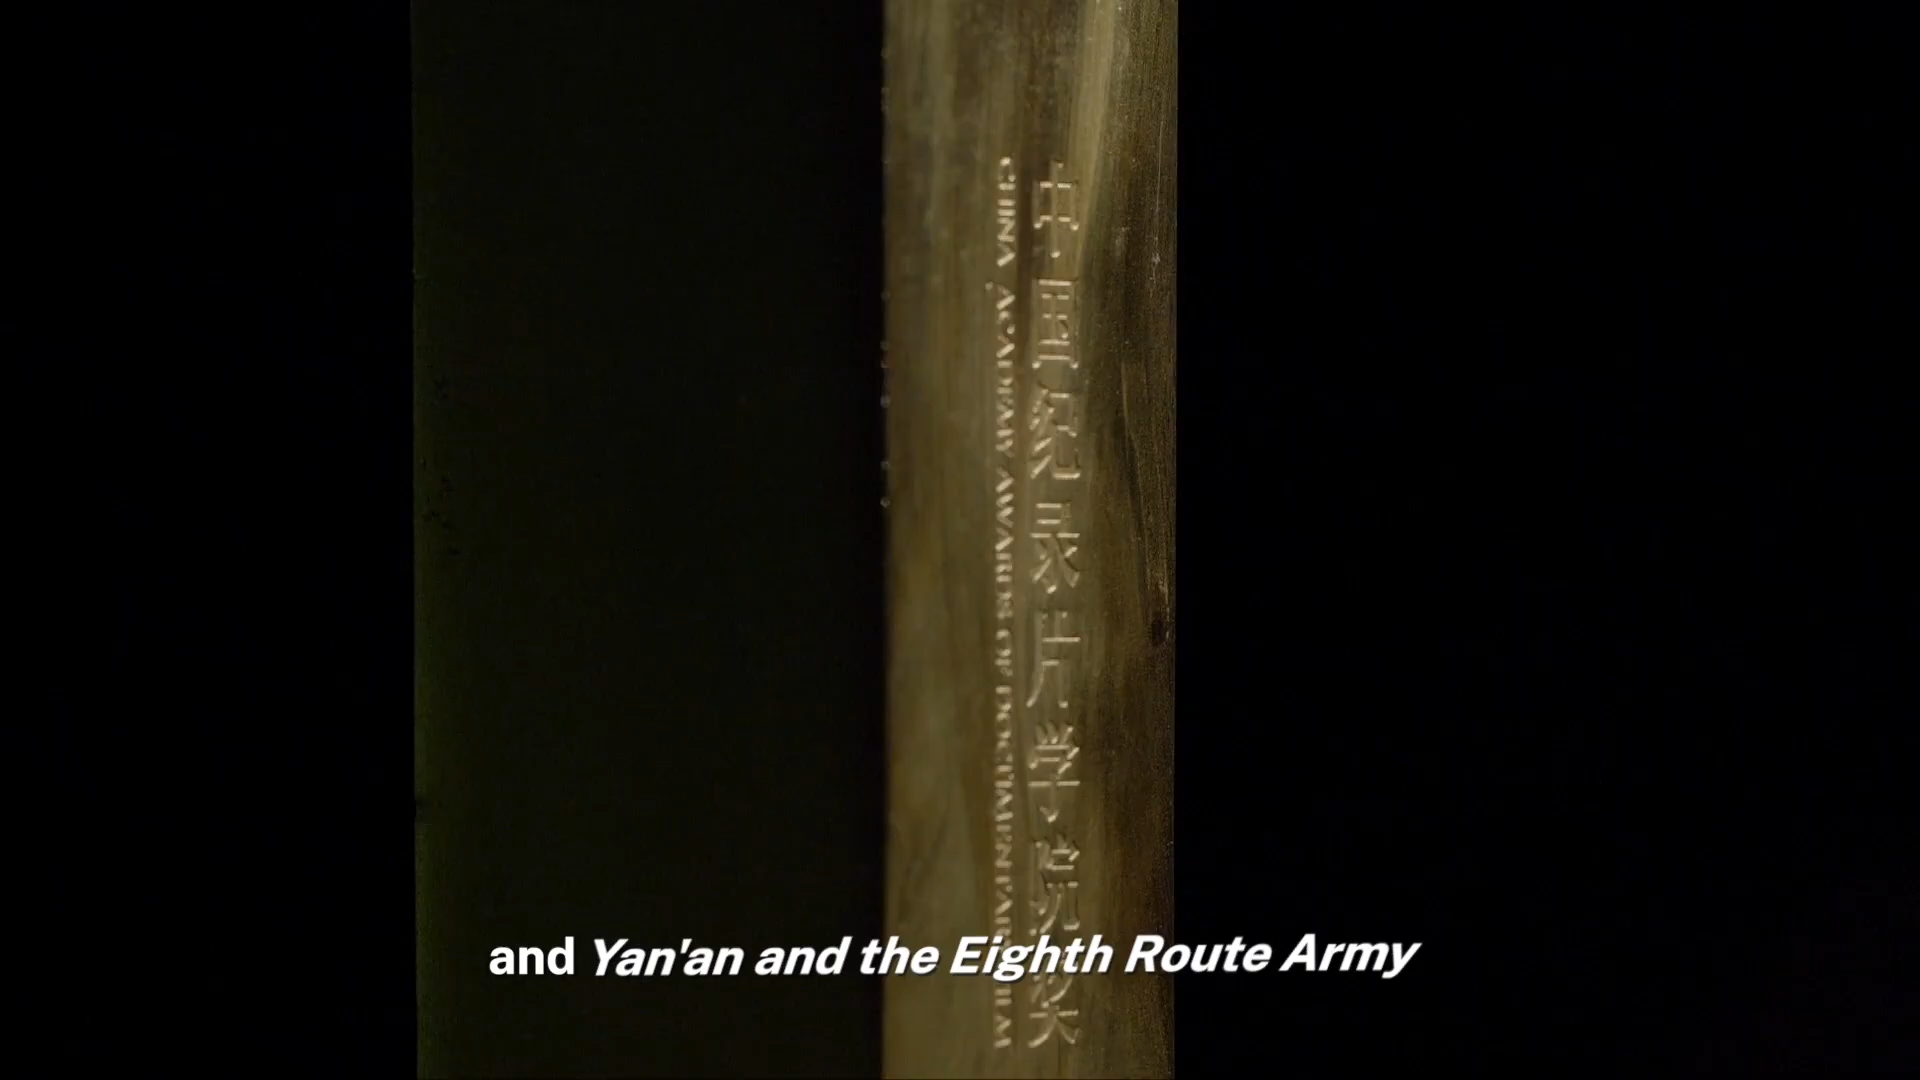 中国纪录片学院奖
CHINA ACADEMY AWARDS OF DOCUMENTARY FILM
and Yan'an and the Eighth Route Army